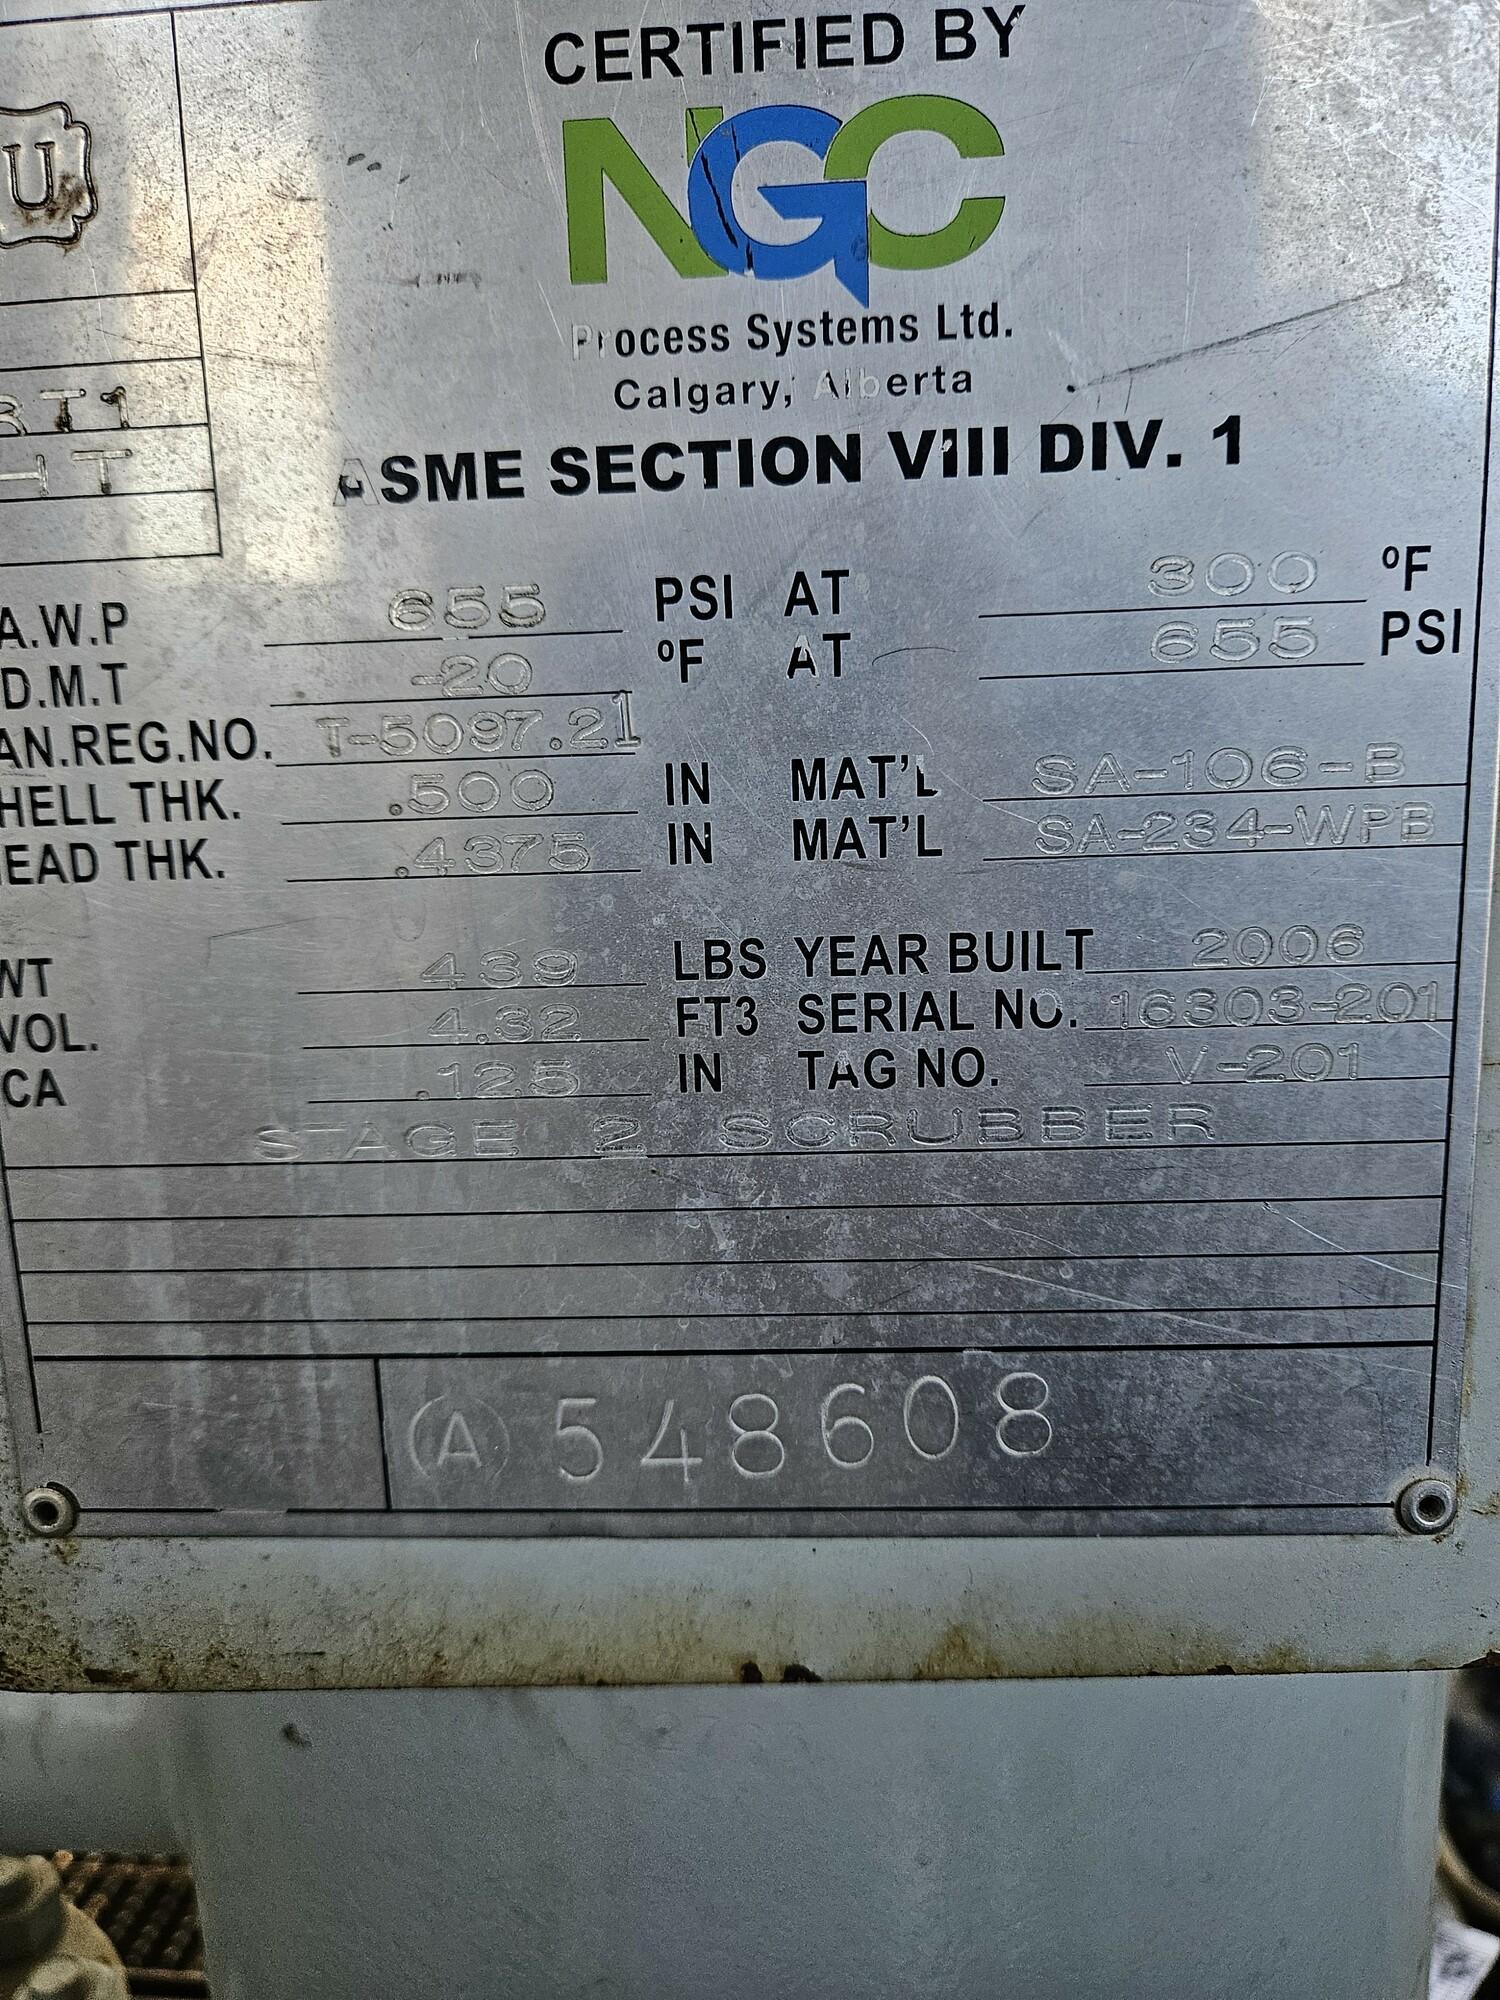 CERTIFIED BY
NGC
U
Process Systems Ltd.
Calgary, Alberta
RT1
HT
ASME SECTION VIII DIV. 1
A.W.P 655 PSI AT 300 ºF
D.M.T -20 ºF AT 655 PSI
AN.REG.NO. T-5097.21
HELL THK. .500 IN MAT'L SA-106-B
EAD THK. .4375 IN MAT'L SA-234-WPB
WT 439 LBS YEAR BUILT 2006
VOL. 4.32 FT3 SERIAL NO. 16303-201
CA .125 IN TAG NO. V-201
STAGE 2 SCRUBBER
(A) 548608